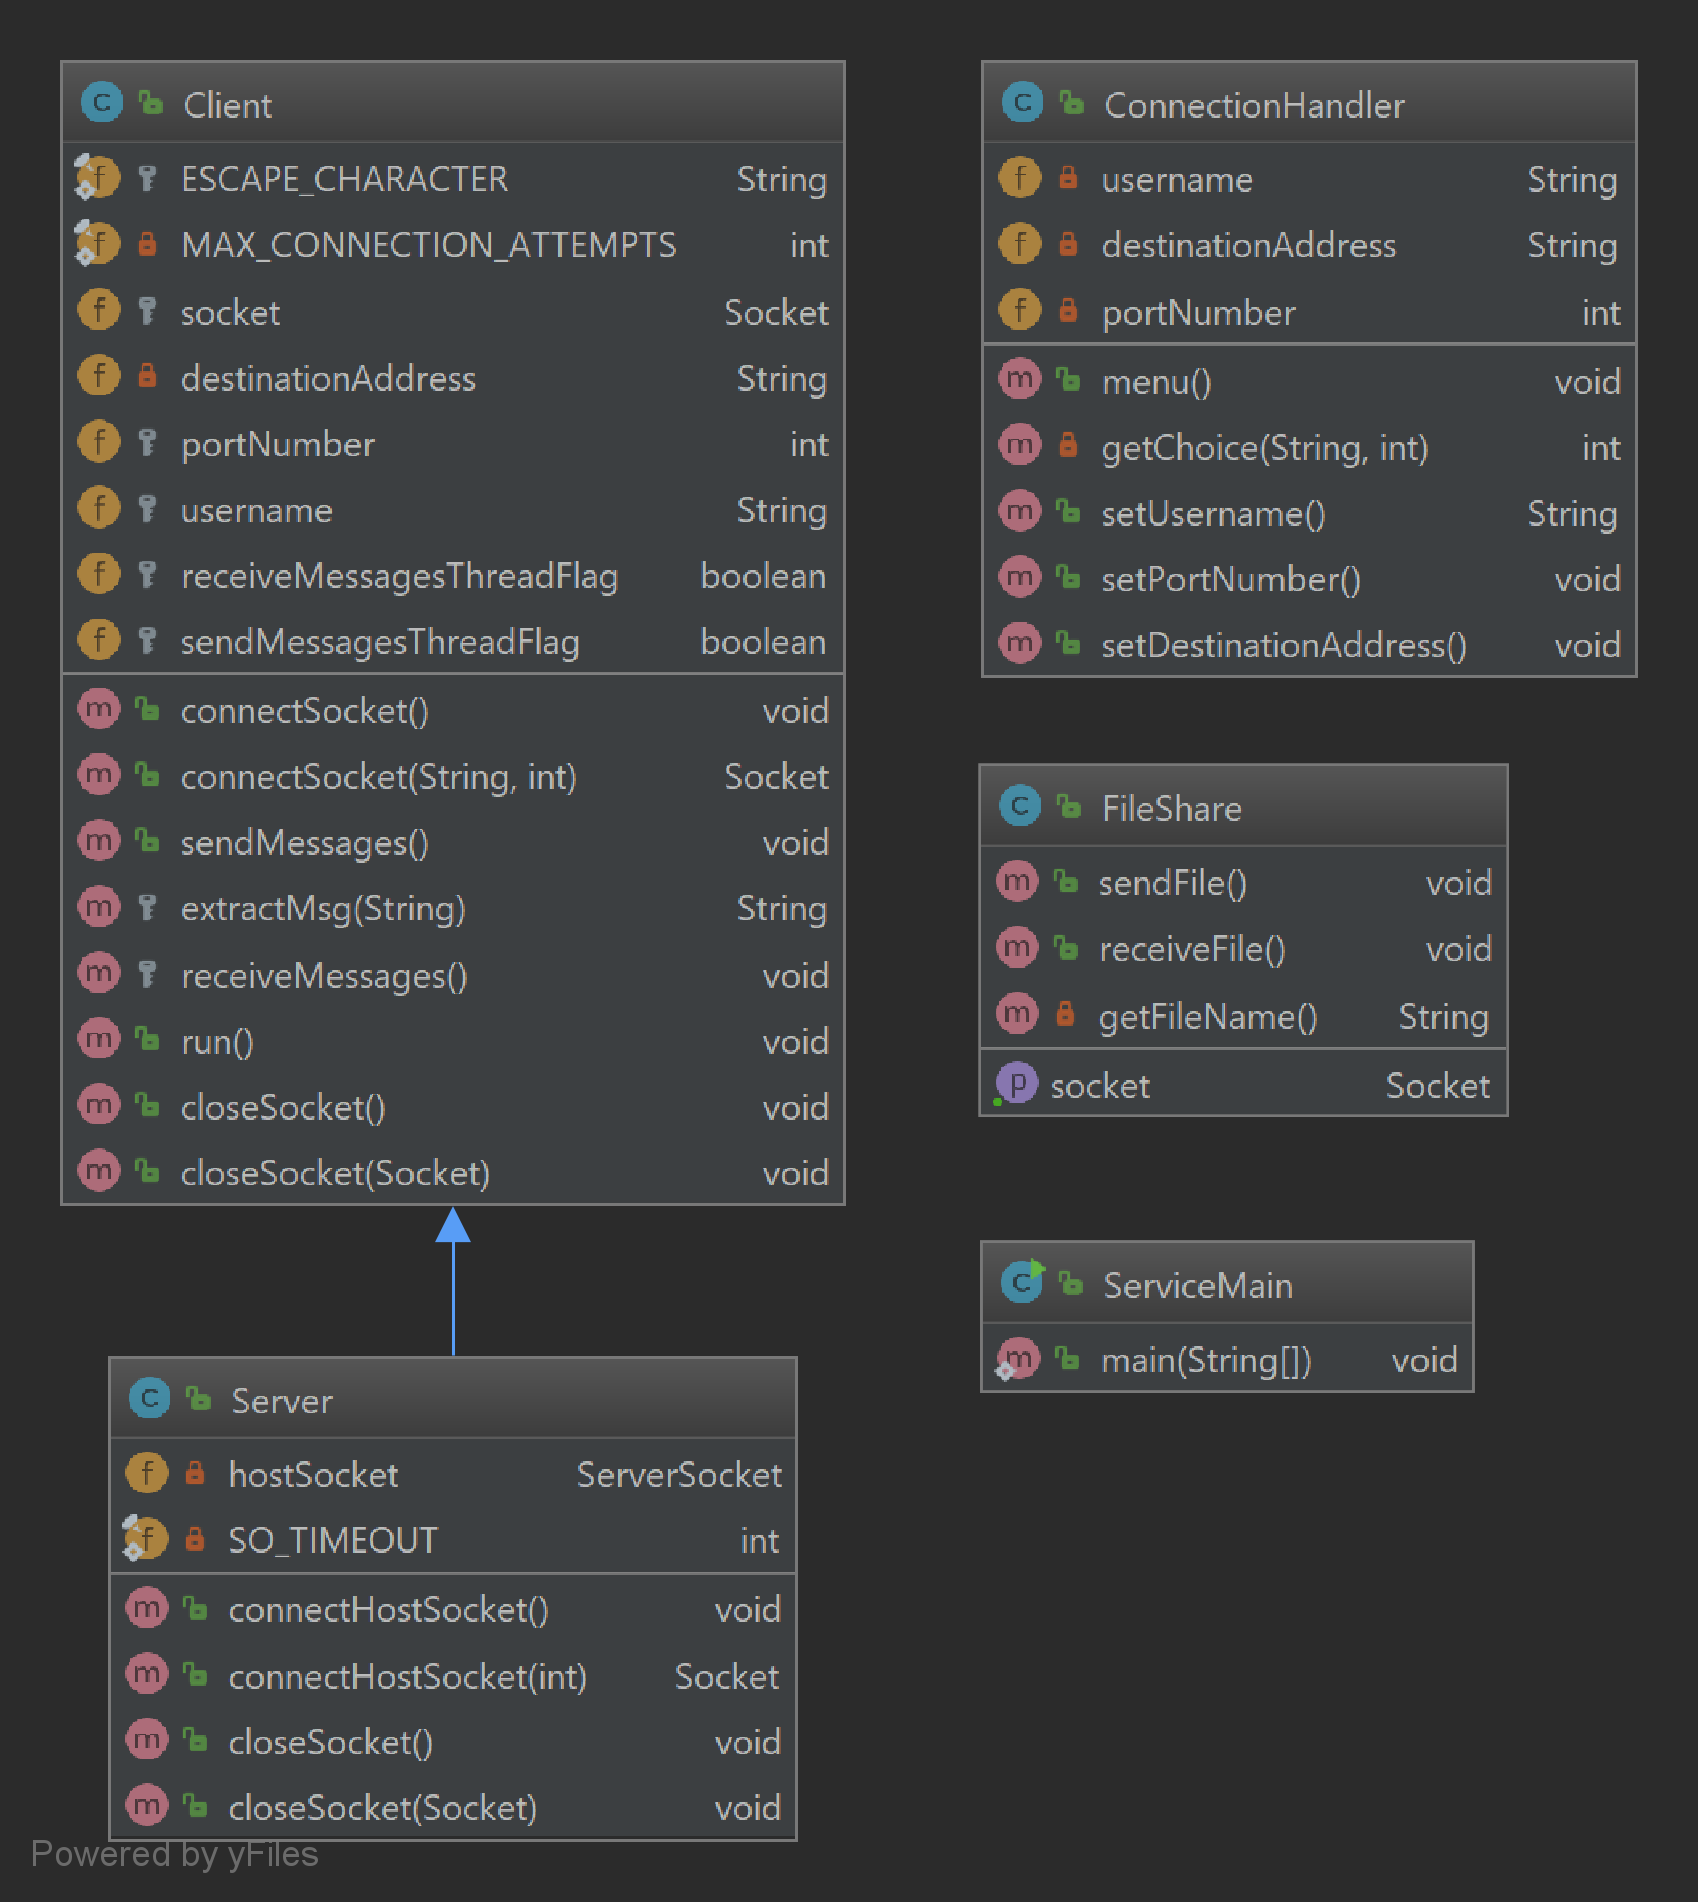 Client
ESCAPE_CHARACTER String
MAX_CONNECTION_ATTEMPTS int
socket Socket
destinationAddress String
portNumber int
username String
receiveMessagesThreadFlag boolean
sendMessagesThreadFlag boolean
connectSocket() void
connectSocket(String, int) Socket
sendMessages() void
extractMsg(String) String
receiveMessages() void
run() void
closeSocket() void
closeSocket(Socket) void
Server
hostSocket ServerSocket
SO_TIMEOUT int
connectHostSocket() void
connectHostSocket(int) Socket
closeSocket() void
closeSocket(Socket) void
ConnectionHandler
username String
destinationAddress String
portNumber int
menu() void
getChoice(String, int) int
setUsername() String
setPortNumber() void
setDestinationAddress() void
FileShare
sendFile() void
receiveFile() void
getFileName() String
socket Socket
ServiceMain
main(String[]) void
Powered by yFiles